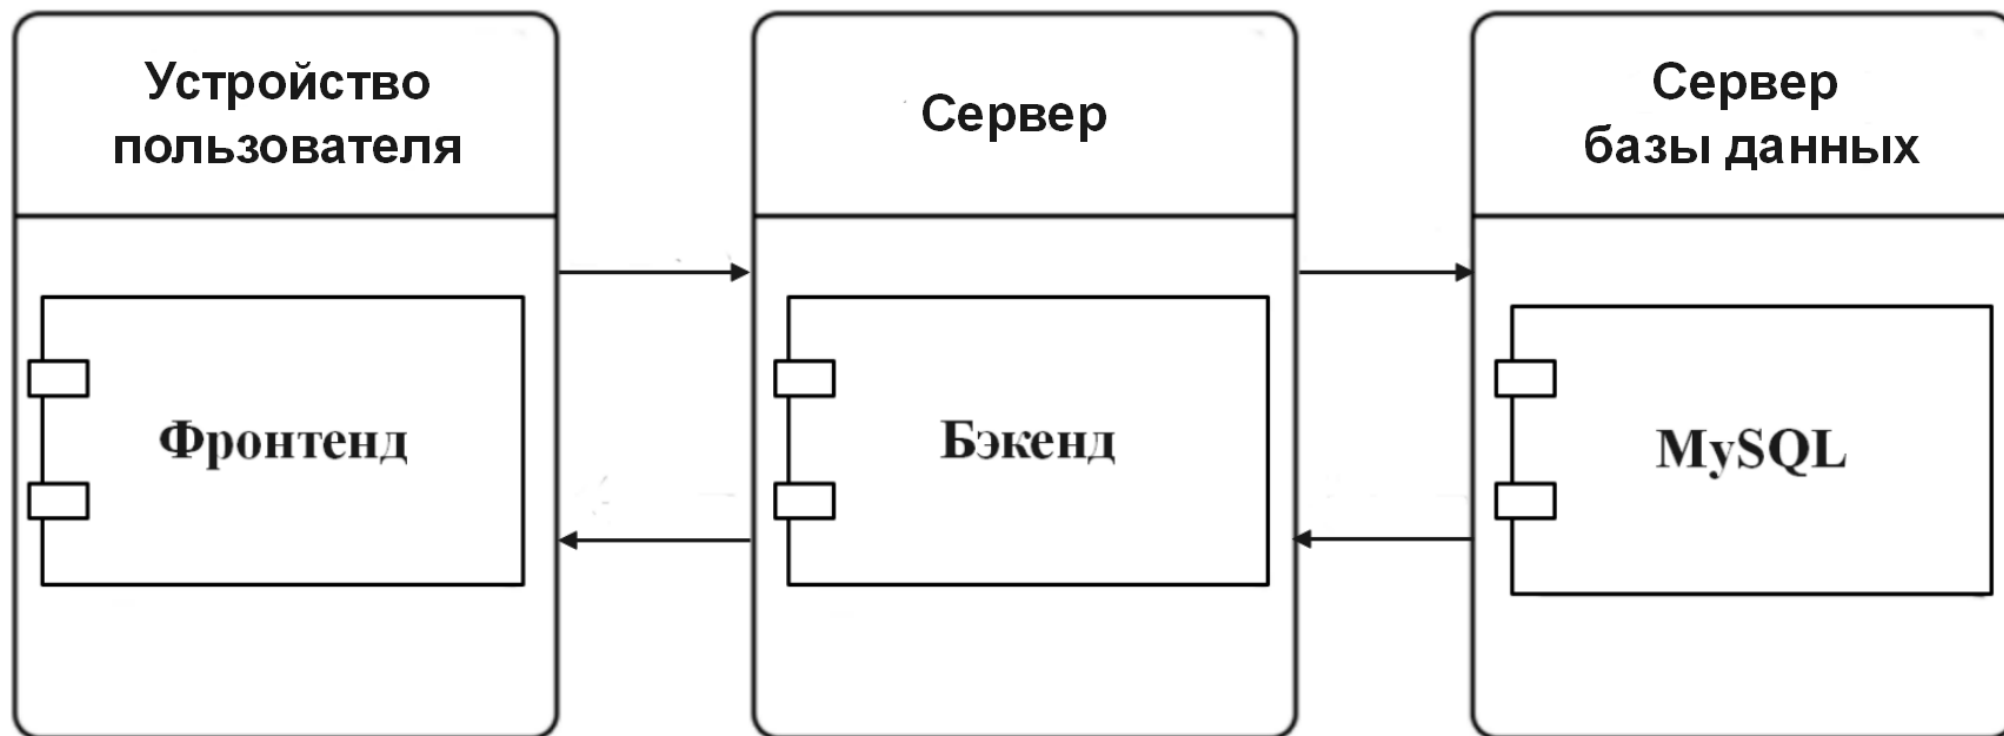 Устройство
пользователя
Сервер
Сервер
базы данных
Фронтенд
Бэкенд
MySQL